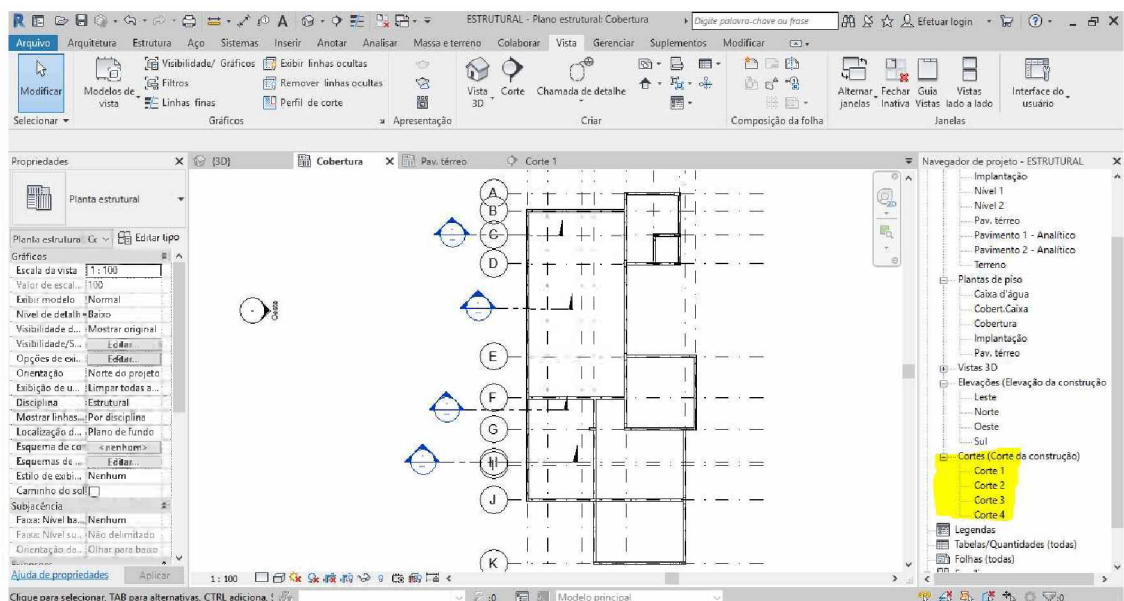 ESTRUTURAL - Plano estrutural: Cobertura
Digite palavra-chave ou frase
Efetuar login
Arquivo Arquitetura Estrutura Aço Sistemas Inserir Anotar Analisar Massa e terreno Colaborar Vista Gerenciar Suplementos Modificar
Modificar
Modelos de vista
Visibilidade/ Gráficos
Filtros
Linhas finas
Exibir linhas ocultas
Remover linhas ocultas
Perfil de corte
Vista 3D
Corte
Chamada de detalhe
Alternar janelas
Fechar Inativa
Guia Vistas
Vistas lado a lado
Interface do usuário
Selecionar
Gráficos
Apresentação
Criar
Composição da folha
Janelas
Propriedades
{3D}
Cobertura
Pav. térreo
Corte 1
Navegador de projeto - ESTRUTURAL
Planta estrutural
Editar tipo
Gráficos
Escala da vista 1 : 100
Valor de escal... 100
Exibir modelo Normal
Nível de detalh Baixo
Visibilidade d... Mostrar original
Visibilidade/S... Editar...
Opções de exi... Editar...
Orientação Norte do projeto
Exibição de u... Limpar todas a...
Disciplina Estrutural
Mostrar linhas... Por disciplina
Localização d... Plano de fundo
Esquema de cor <nenhum>
Esquemas de ... Editar...
Estilo de exibi... Nenhum
Caminho do sol
Subjacência
Faixa: Nível ba... Nenhum
Faixa: Nível su... Não delimitado
Orientação da... Olhar para baixo
Ajuda de propriedades
Aplicar
A
B
C
D
E
F
G
H
J
K
Oeste
Implantação
Nível 1
Nível 2
Pav. térreo
Pavimento 1 - Analítico
Pavimento 2 - Analítico
Terreno
Plantas de piso
Caixa d'água
Cobert.Caixa
Cobertura
Implantação
Pav. térreo
Vistas 3D
Elevações (Elevação da construção
Leste
Norte
Oeste
Sul
Cortes (Corte da construção)
Corte 1
Corte 2
Corte 3
Corte 4
Legendas
Tabelas/Quantidades (todas)
Folhas (todas)
1 : 100
Clique para selecionar, TAB para alternativas, CTRL adiciona, !
:0
Modelo principal
:0